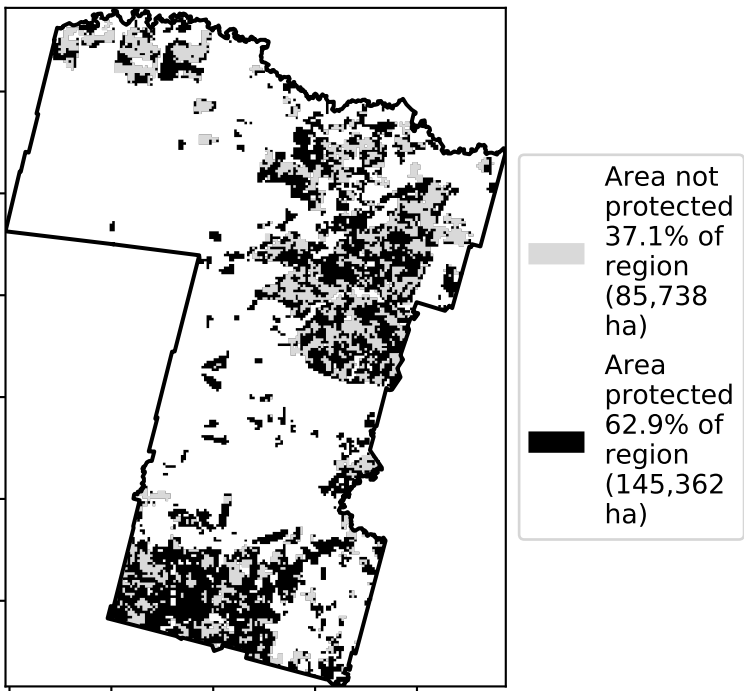 Area not
protected
37.1% of
region
(85,738
ha)
Area
protected
62.9% of
region
(145,362
ha)